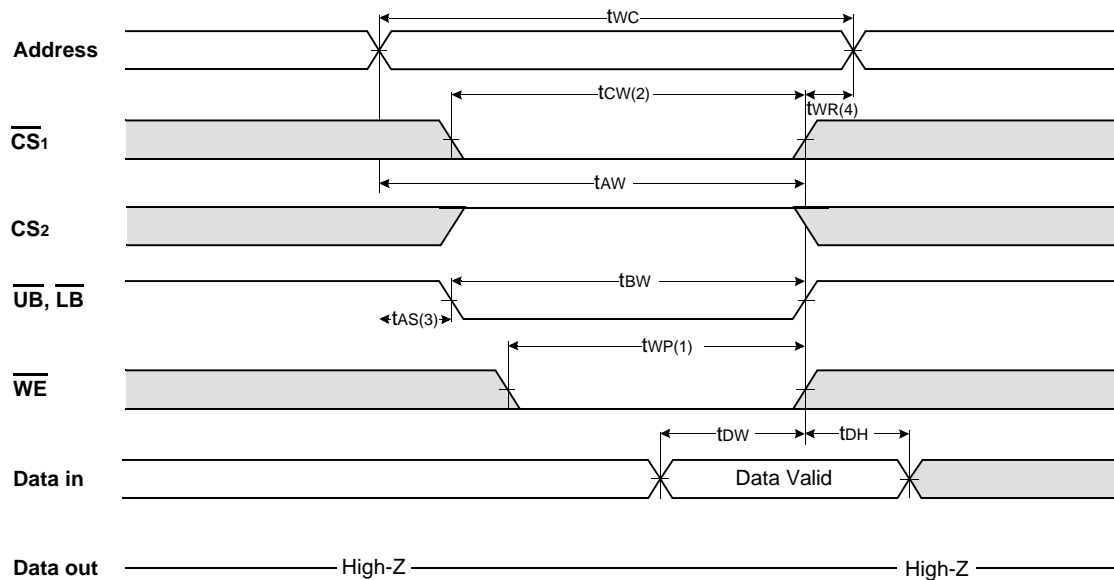 tWC
Address
tCW(2)
tWR(4)
CS1
tAW
CS2
tBW
UB, LB
tAS(3)
tWP(1)
WE
tDW
tDH
Data in
Data Valid
Data out
High-Z
High-Z